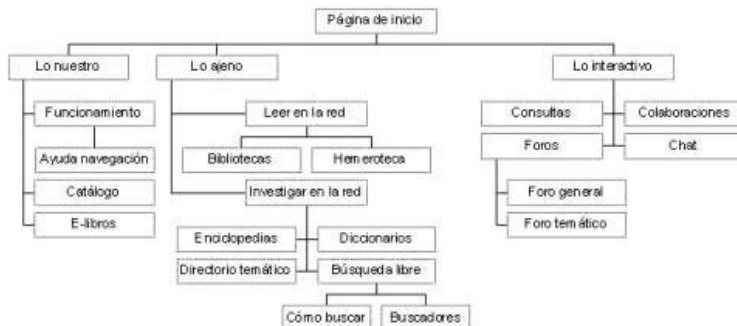 Página de inicio
Lo nuestro
Lo ajeno
Lo interactivo
Funcionamiento
Leer en la red
Consultas
Colaboraciones
Ayuda navegación
Bibliotecas
Hemeroteca
Foros
Chat
Catálogo
Investigar en la red
Foro general
E-libros
Foro temático
Enciclopedias
Diccionarios
Directorio temático
Búsqueda libre
Cómo buscar
Buscadores